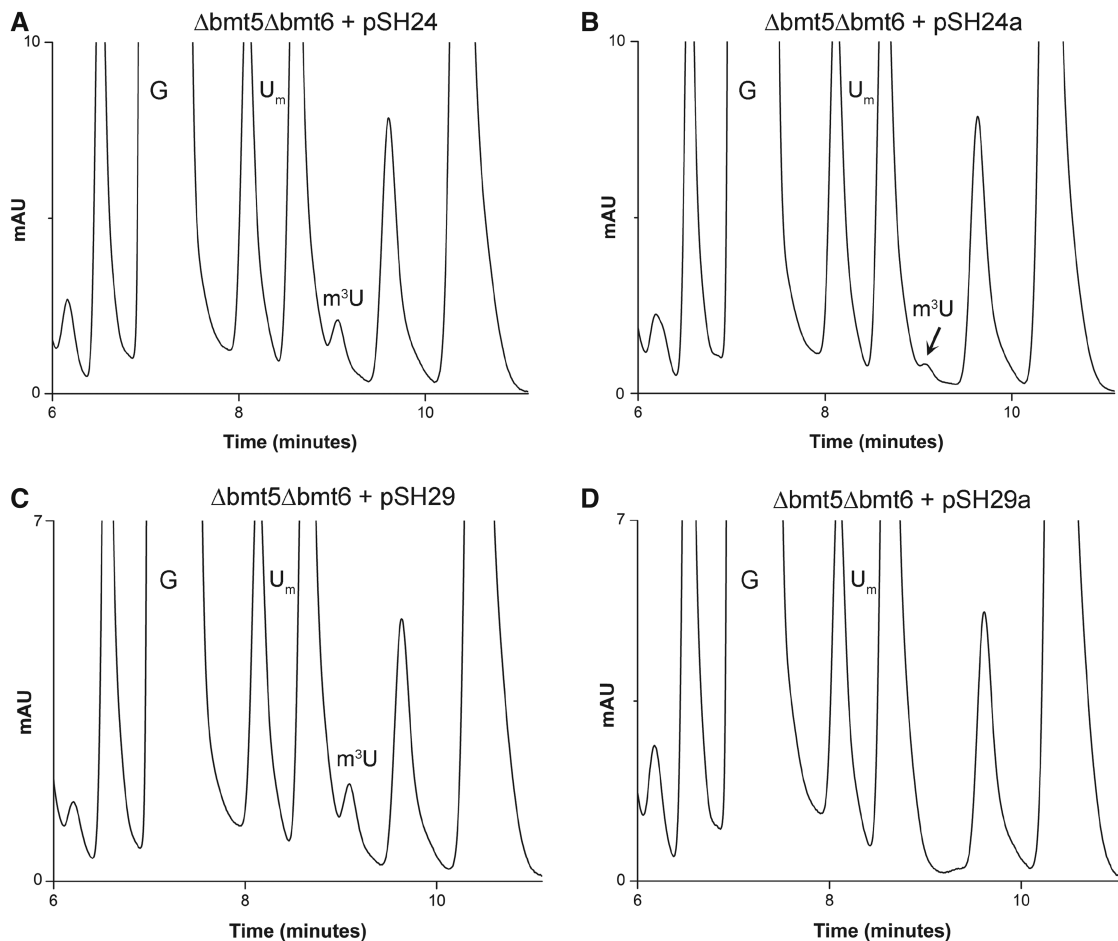 A
Δbmt5Δbmt6 + pSH24
10
G
Uₘ
m³U
mAU
0
6
8
10
Time (minutes)
B
Δbmt5Δbmt6 + pSH24a
10
G
Uₘ
m³U
mAU
0
6
8
10
Time (minutes)
C
Δbmt5Δbmt6 + pSH29
7
G
Uₘ
m³U
mAU
0
6
8
10
Time (minutes)
D
Δbmt5Δbmt6 + pSH29a
7
G
Uₘ
mAU
0
6
8
10
Time (minutes)